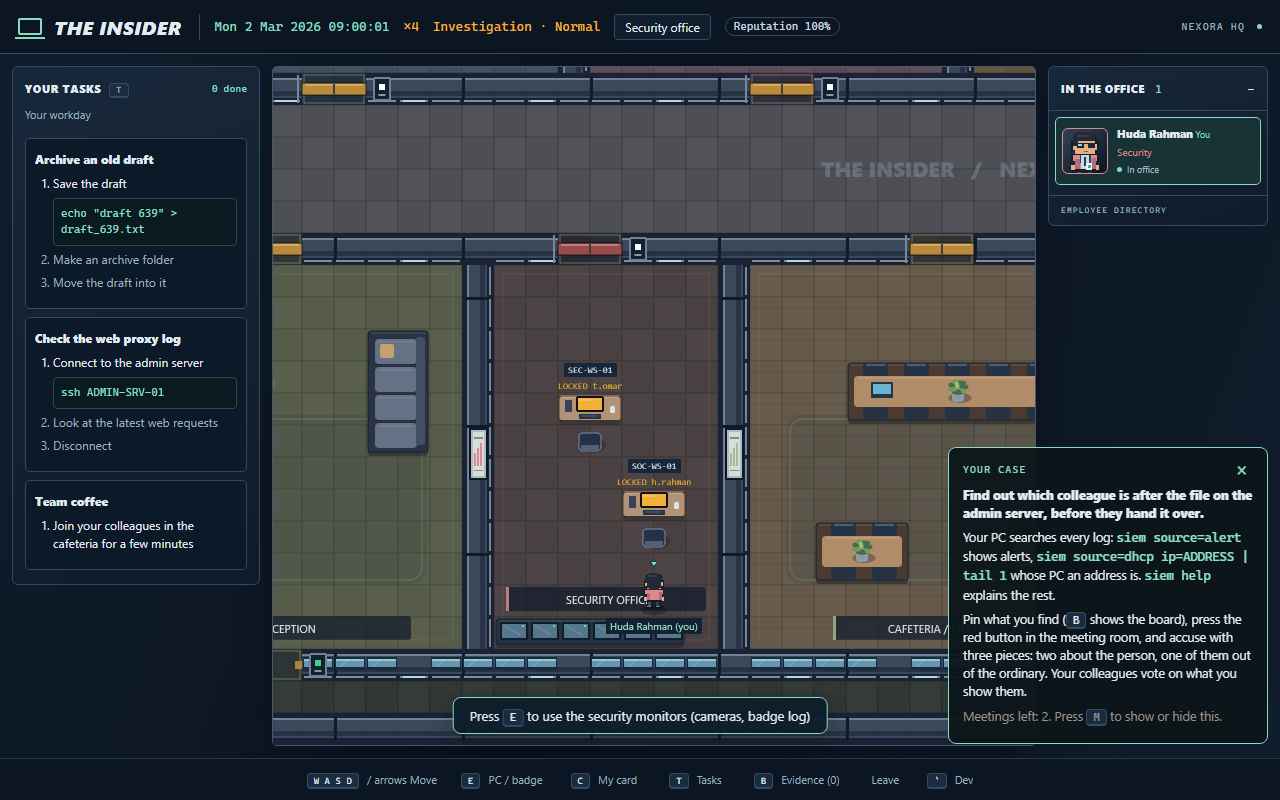 THE INSIDER
Mon 2 Mar 2026 09:00:01 ×4 Investigation · Normal Security office Reputation 100%
NEXORA HQ
YOUR TASKS T 0 done
Your workday
Archive an old draft
1. Save the draft
echo "draft 639" >
draft_639.txt
2. Make an archive folder
3. Move the draft into it
Check the web proxy log
1. Connect to the admin server
ssh ADMIN-SRV-01
2. Look at the latest web requests
3. Disconnect
Team coffee
1. Join your colleagues in the
cafeteria for a few minutes
THE INSIDER / NEX
SEC-WS-01
LOCKED t.omar
SOC-WS-01
LOCKED h.rahman
SECURITY OFFIC
Huda Rahman (you)
CEPTION
CAFETERIA /
Press E to use the security monitors (cameras, badge log)
IN THE OFFICE 1 –
Huda Rahman You
Security
In office
EMPLOYEE DIRECTORY
YOUR CASE ×
Find out which colleague is after the file on the
admin server, before they hand it over.
Your PC searches every log: siem source=alert
shows alerts, siem source=dhcp ip=ADDRESS |
tail 1 whose PC an address is. siem help
explains the rest.
Pin what you find (B shows the board), press the
red button in the meeting room, and accuse with
three pieces: two about the person, one of them out
of the ordinary. Your colleagues vote on what you
show them.
Meetings left: 2. Press M to show or hide this.
W A S D / arrows Move E PC / badge C My card T Tasks B Evidence (0) Leave ` Dev